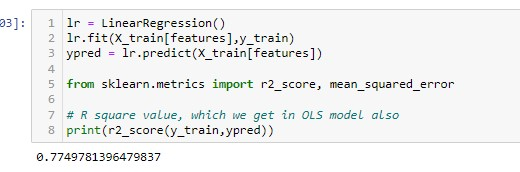 03]:
1 lr = LinearRegression()
2 lr.fit(X_train[features],y_train)
3 ypred = lr.predict(X_train[features])
4
5 from sklearn.metrics import r2_score, mean_squared_error
6
7 # R square value, which we get in OLS model also
8 print(r2_score(y_train,ypred))
0.7749781396479837